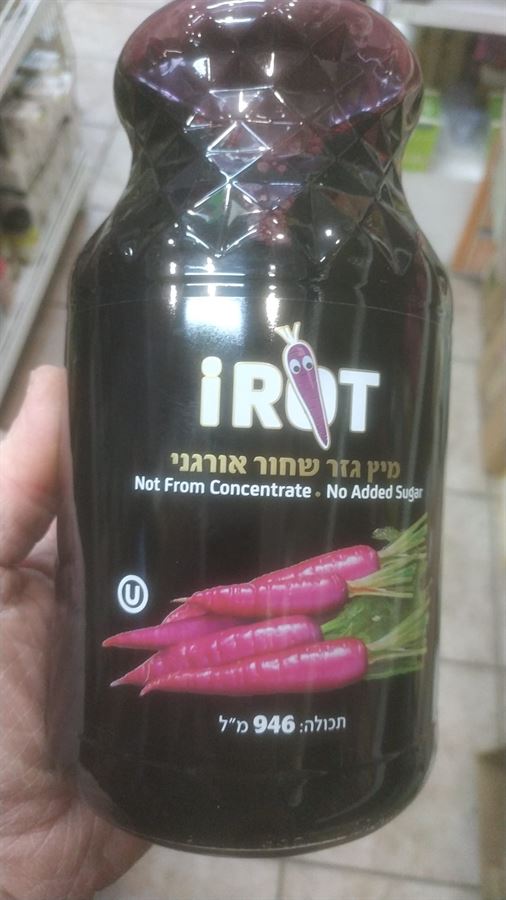 iROT
מיץ גזר שחור אורגני
Not From Concentrate • No Added Sugar
U
תכולה: 946 מ"ל